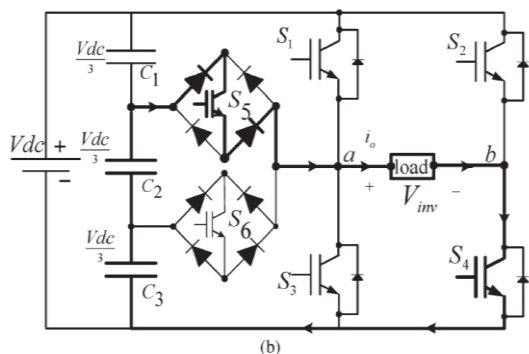 S1
S2
Vdc
3
C1
S5
Vdc +
-
Vdc
3
C2
io
a
load
b
+
Vinv
-
S6
Vdc
3
C3
S3
S4
(b)